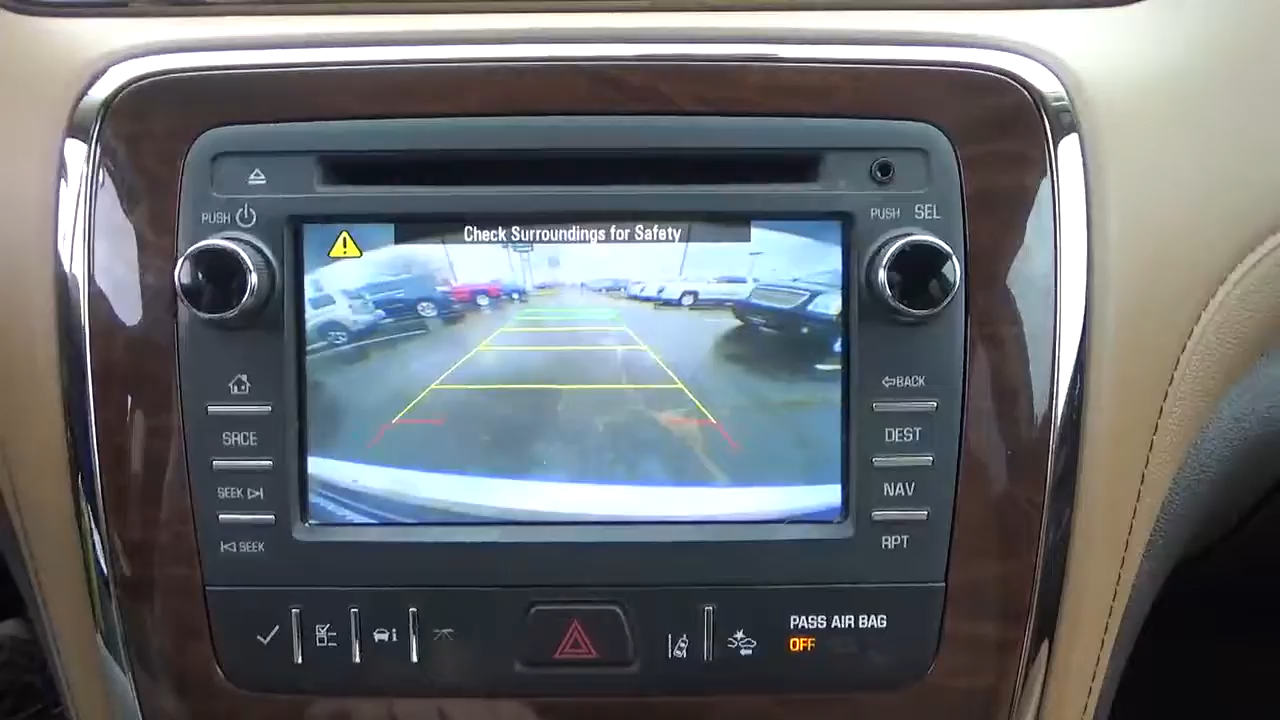 PUSH
PUSH SEL
Check Surroundings for Safety
BACK
SRCE
DEST
SEEK
NAV
SEEK
RPT
PASS AIR BAG
OFF